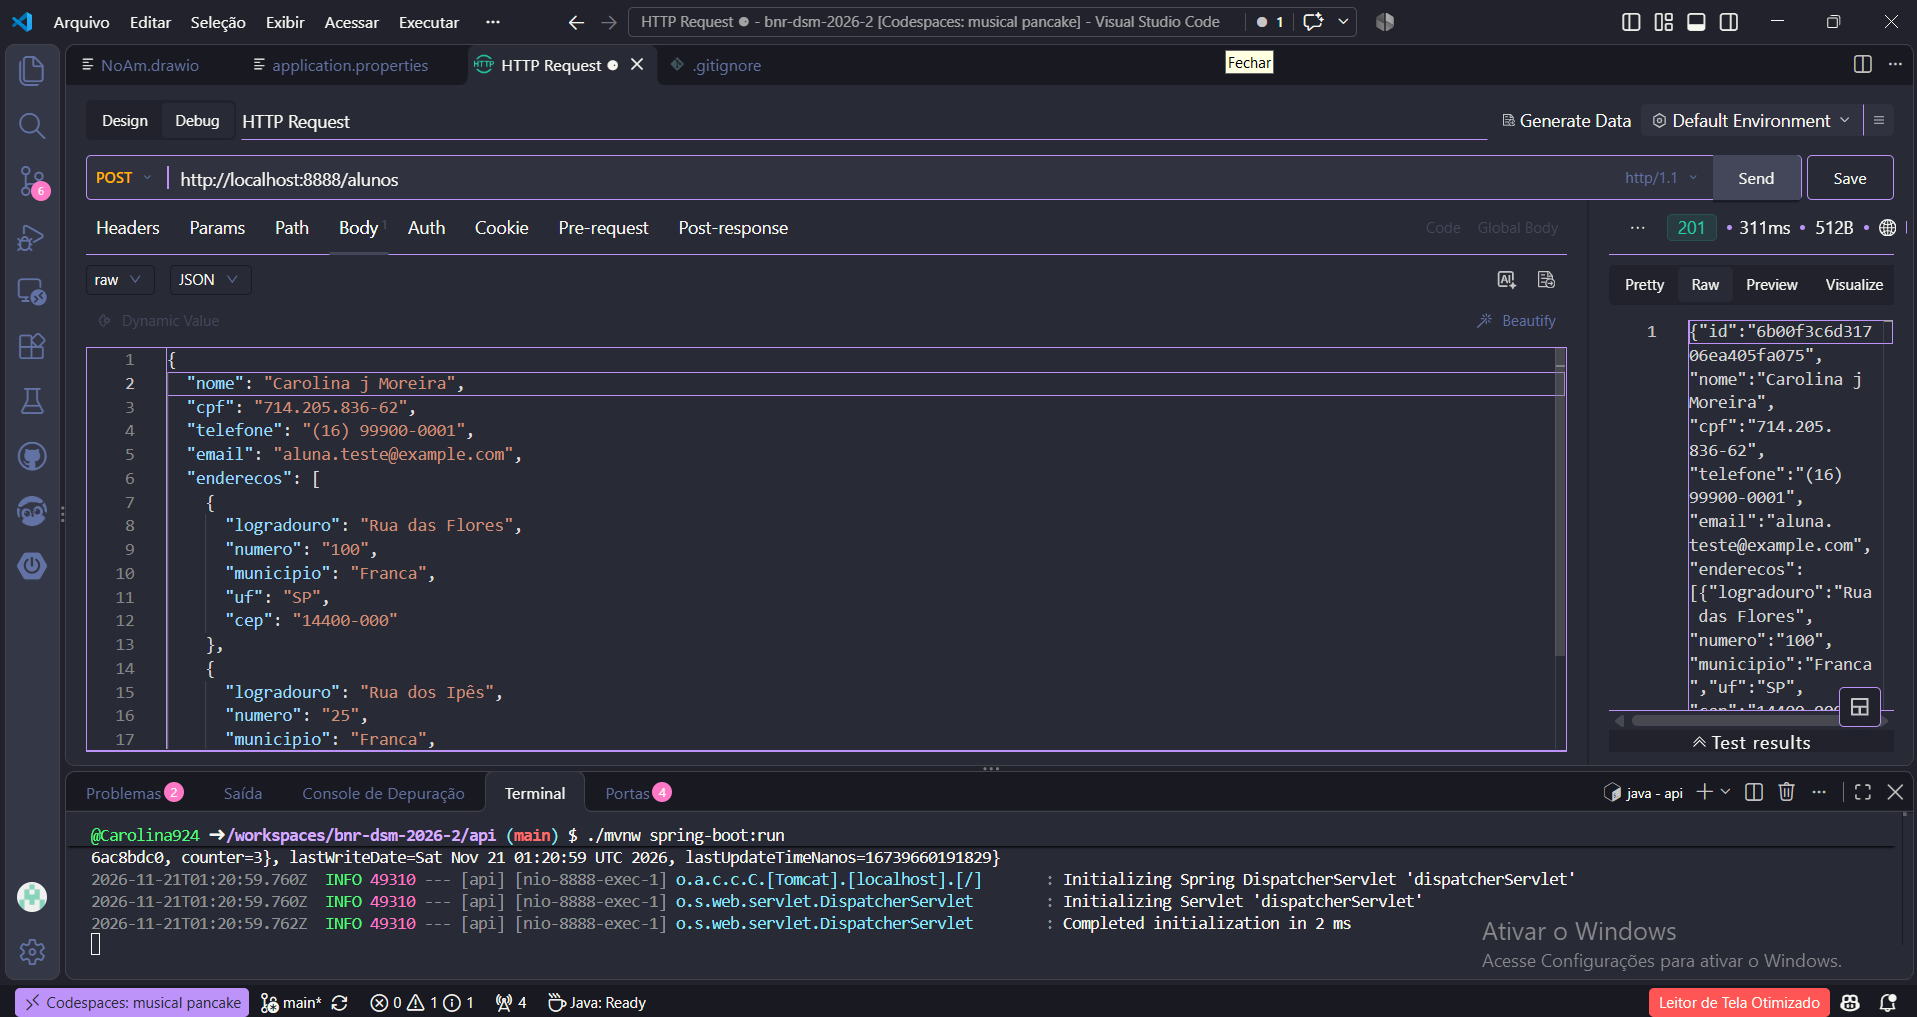 Arquivo Editar Seleção Exibir Acessar Executar ···
HTTP Request ● - bnr-dsm-2026-2 [Codespaces: musical pancake] - Visual Studio Code
● 1
NoAm.drawio
application.properties
HTTP HTTP Request ●
.gitignore
Fechar
Design Debug HTTP Request
Generate Data Default Environment
POST http://localhost:8888/alunos http/1.1 Send Save
Headers Params Path Body 1 Auth Cookie Pre-request Post-response Code Global Body
··· 201 • 311ms • 512B •
raw JSON
AI
Dynamic Value
Beautify
1 {
2 "nome": "Carolina j Moreira",
3 "cpf": "714.205.836-62",
4 "telefone": "(16) 99900-0001",
5 "email": "aluna.teste@example.com",
6 "enderecos": [
7 {
8 "logradouro": "Rua das Flores",
9 "numero": "100",
10 "municipio": "Franca",
11 "uf": "SP",
12 "cep": "14400-000"
13 },
14 {
15 "logradouro": "Rua dos Ipês",
16 "numero": "25",
17 "municipio": "Franca",
Pretty Raw Preview Visualize
1 {"id":"6b00f3c6d317
06ea405fa075",
"nome":"Carolina j
Moreira",
"cpf":"714.205.
836-62",
"telefone":"(16)
99900-0001",
"email":"aluna.
teste@example.com",
"enderecos":
[{"logradouro":"Rua
das Flores",
"numero":"100",
"municipio":"Franca
","uf":"SP",
Test results
Problemas 2 Saída Console de Depuração Terminal Portas 4
java - api
@Carolina924 ➜/workspaces/bnr-dsm-2026-2/api (main) $ ./mvnw spring-boot:run
6ac8bdc0, counter=3}, lastWriteDate=Sat Nov 21 01:20:59 UTC 2026, lastUpdateTimeNanos=16739660191829}
2026-11-21T01:20:59.760Z INFO 49310 --- [api] [nio-8888-exec-1] o.a.c.c.C.[Tomcat].[localhost].[/] : Initializing Spring DispatcherServlet 'dispatcherServlet'
2026-11-21T01:20:59.760Z INFO 49310 --- [api] [nio-8888-exec-1] o.s.web.servlet.DispatcherServlet : Initializing Servlet 'dispatcherServlet'
2026-11-21T01:20:59.762Z INFO 49310 --- [api] [nio-8888-exec-1] o.s.web.servlet.DispatcherServlet : Completed initialization in 2 ms
Ativar o Windows
Acesse Configurações para ativar o Windows.
6
Codespaces: musical pancake main* 0 1 1 4 Java: Ready
Leitor de Tela Otimizado